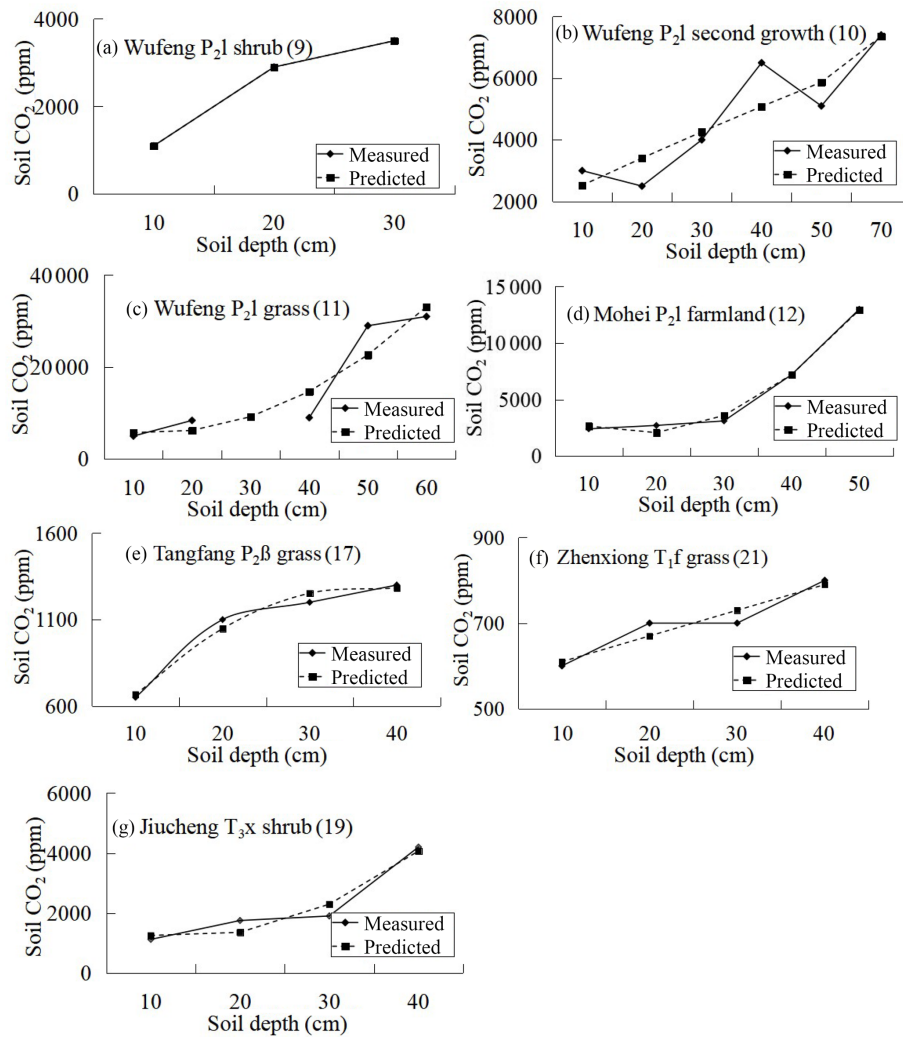 (a) Wufeng P₂l shrub (9)
Soil CO₂ (ppm)
4000
2000
0
Measured
Predicted
10 20 30
Soil depth (cm)
(b) Wufeng P₂l second growth (10)
Soil CO₂ (ppm)
8000
6000
4000
2000
Measured
Predicted
10 20 30 40 50 70
Soil depth (cm)
(c) Wufeng P₂l grass (11)
Soil CO₂ (ppm)
40 000
20 000
0
Measured
Predicted
10 20 30 40 50 60
Soil depth (cm)
(d) Mohei P₂l farmland (12)
Soil CO₂ (ppm)
15 000
10 000
5000
0
Measured
Predicted
10 20 30 40 50
Soil depth (cm)
(e) Tangfang P₂ß grass (17)
Soil CO₂ (ppm)
1600
1100
600
Measured
Predicted
10 20 30 40
Soil depth (cm)
(f) Zhenxiong T₁f grass (21)
Soil CO₂ (ppm)
900
700
500
Measured
Predicted
10 20 30 40
Soil depth (cm)
(g) Jiucheng T₃x shrub (19)
Soil CO₂ (ppm)
6000
4000
2000
0
Measured
Predicted
10 20 30 40
Soil depth (cm)